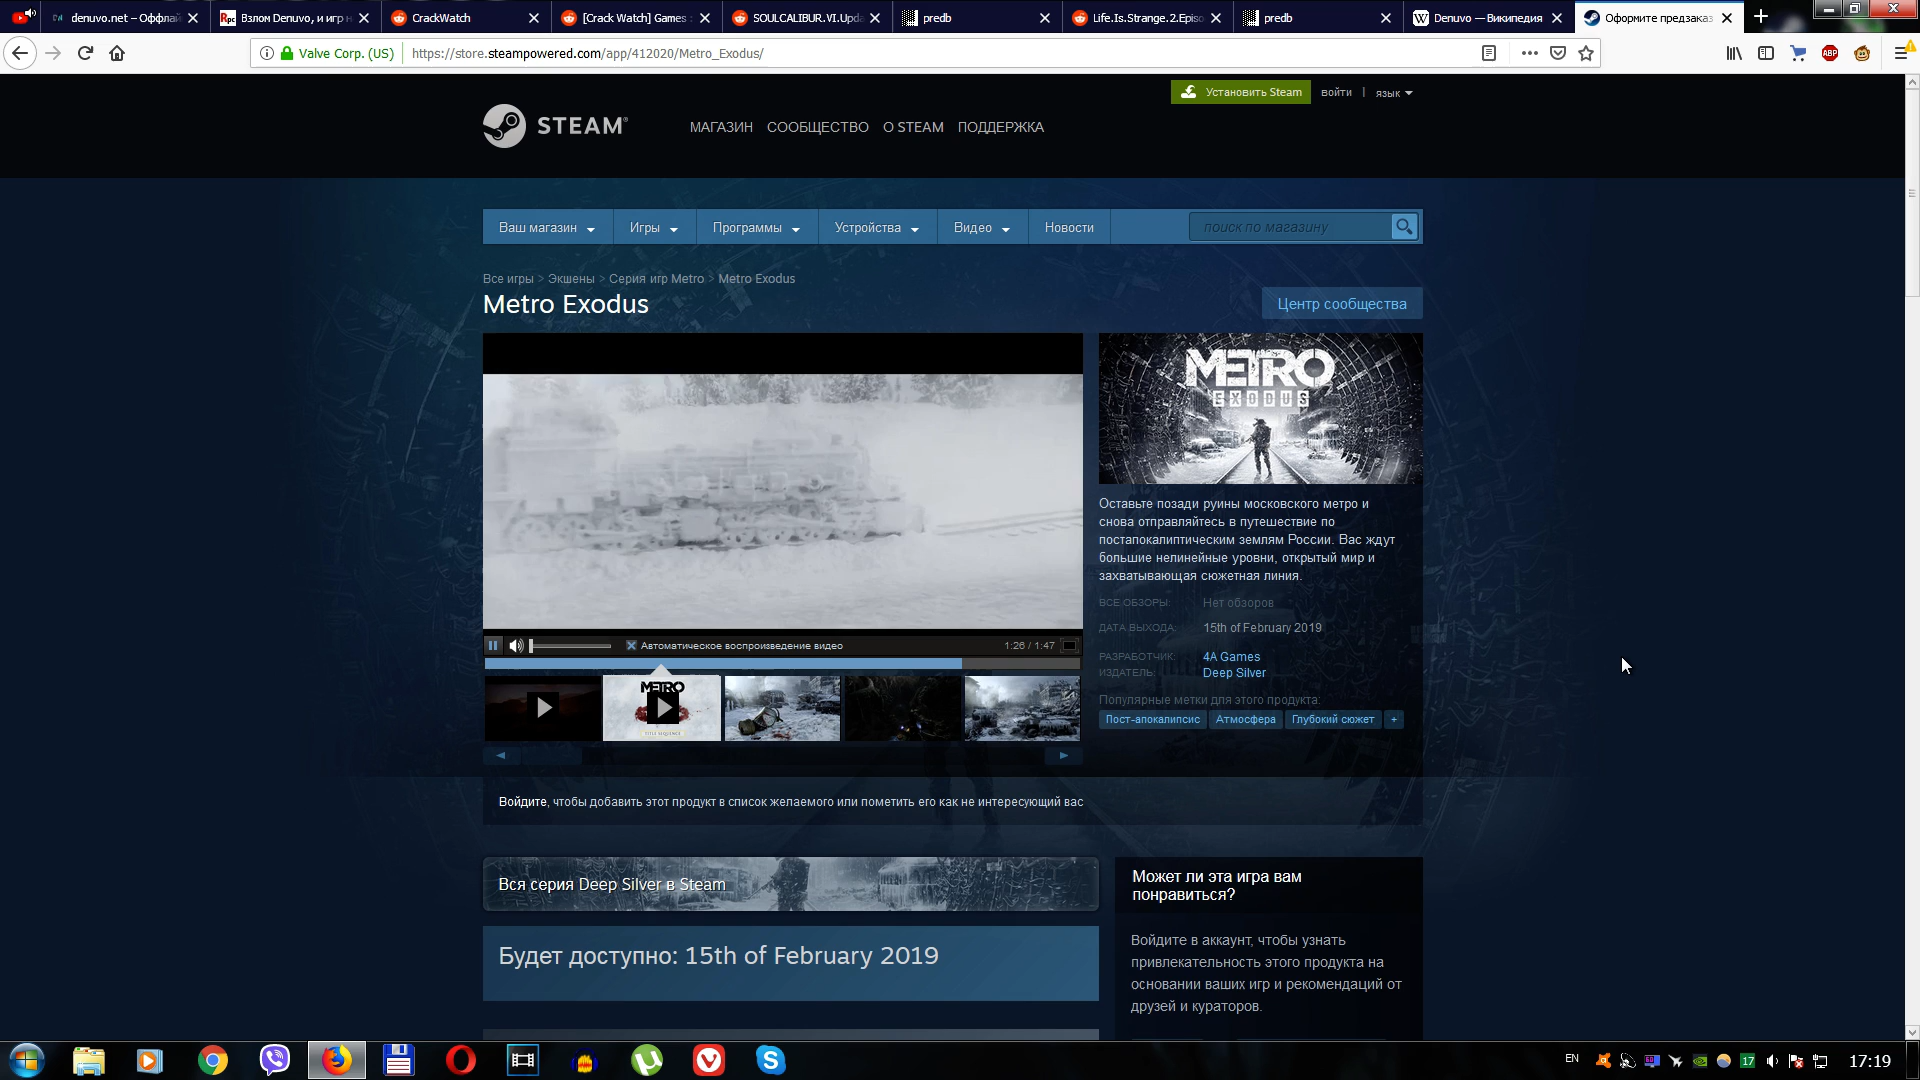 denuvo.net – Оффлай
Взлом Denuvo, и игр н
CrackWatch
[Crack Watch] Games
SOULCALIBUR.VI.Upda
predb
Life.Is.Strange.2.Episo
predb
Denuvo — Википедия
Оформите предзаказ
Valve Corp. (US)
https://store.steampowered.com/app/412020/Metro_Exodus/
ABP
Установить Steam
войти | язык
STEAM
МАГАЗИН СООБЩЕСТВО О STEAM ПОДДЕРЖКА
Ваш магазин
Игры
Программы
Устройства
Видео
Новости
поиск по магазину
Все игры > Экшены > Серия игр Metro > Metro Exodus
Metro Exodus
Центр сообщества
METRO
EXODUS
Оставьте позади руины московского метро и
снова отправляйтесь в путешествие по
постапокалиптическим землям России. Вас ждут
большие нелинейные уровни, открытый мир и
захватывающая сюжетная линия.
ВСЕ ОБЗОРЫ: Нет обзоров
ДАТА ВЫХОДА: 15th of February 2019
РАЗРАБОТЧИК: 4A Games
ИЗДАТЕЛЬ: Deep Silver
Популярные метки для этого продукта:
Пост-апокалипсис Атмосфера Глубокий сюжет +
Автоматическое воспроизведение видео
1:26 / 1:47
METRO
TITLE SEQUENCE
Войдите, чтобы добавить этот продукт в список желаемого или пометить его как не интересующий вас
Вся серия Deep Silver в Steam
Будет доступно: 15th of February 2019
Может ли эта игра вам
понравиться?
Войдите в аккаунт, чтобы узнать
привлекательность этого продукта на
основании ваших игр и рекомендаций от
друзей и кураторов.
EN
17
17:19